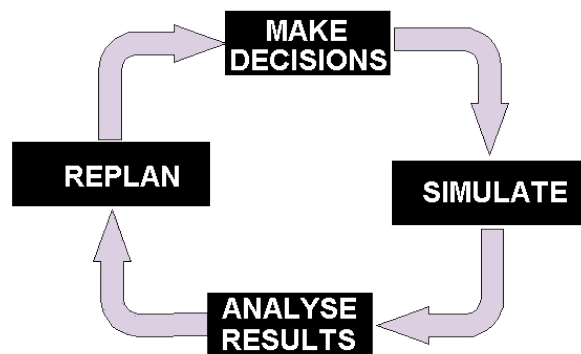 MAKE
DECISIONS
SIMULATE
ANALYSE
RESULTS
REPLAN